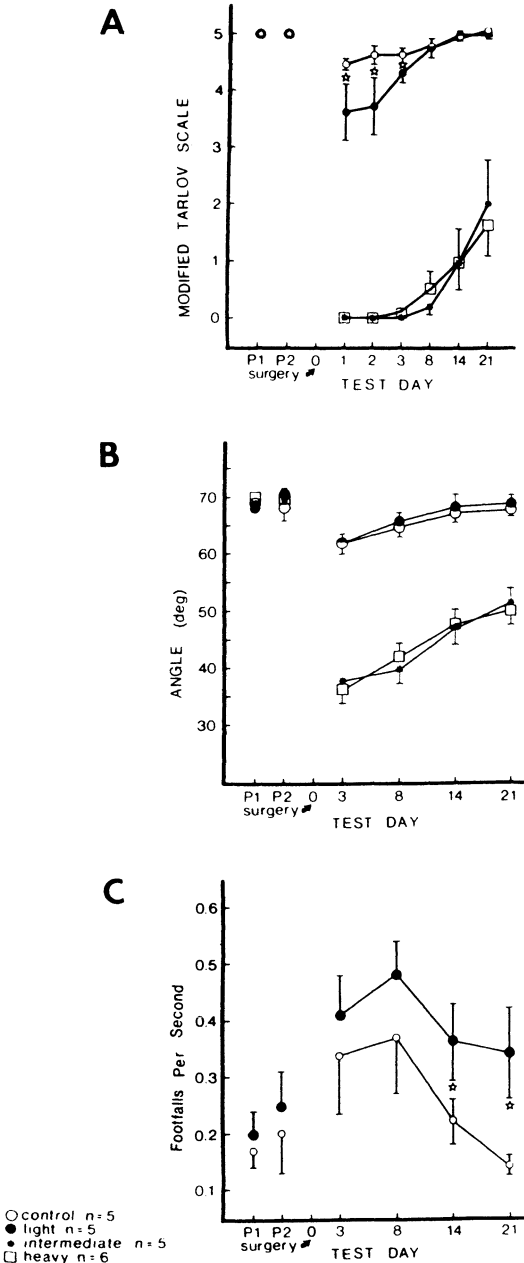 A
MODIFIED TARLOV SCALE
5
4
3
2
1
0
P1 P2 0 1 2 3 8 14 21
surgery
TEST DAY
B
ANGLE (deg)
70
60
50
40
30
P1 P2 0 3 8 14 21
surgery
TEST DAY
C
Footfalls Per Second
0.6
0.5
0.4
0.3
0.2
0.1
P1 P2 0 3 8 14 21
surgery
TEST DAY
control n=5
light n=5
intermediate n=5
heavy n=6